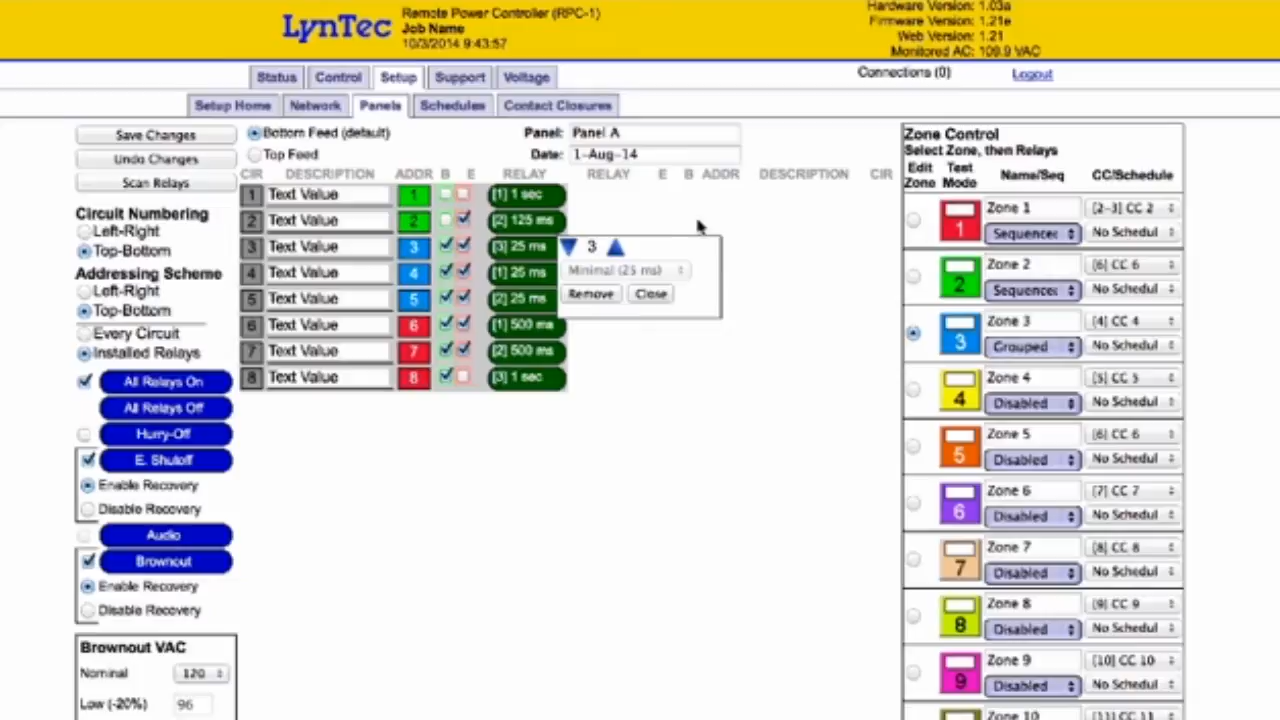 LynTec
Remote Power Controller (RPC-1)
Job Name
10/3/2014 9:43:57
Hardware Version: 1.03a
Firmware Version: 1.21e
Web Version: 1.21
Monitored AC: 109.9 VAC
Status Control Setup Support Voltage
Connections (0) Logout
Setup Home Network Panels Schedules Contact Closures
Save Changes
Undo Changes
Scan Relays
Circuit Numbering
Left-Right
Top-Bottom
Addressing Scheme
Left-Right
Top-Bottom
Every Circuit
Installed Relays
All Relays On
All Relays Off
Hurry-Off
E. Shutoff
Enable Recovery
Disable Recovery
Audio
Brownout
Enable Recovery
Disable Recovery
Brownout VAC
Nominal 120
Low (-20%) 96
Bottom Feed (default) Panel: Panel A
Top Feed Date: 1-Aug-14
CIR DESCRIPTION ADDR B E RELAY RELAY E B ADDR DESCRIPTION CIR
1 Text Value 1 [1] 1 sec
2 Text Value 2 [2] 125 ms
3 Text Value 3 [3] 25 ms
4 Text Value 4 [1] 25 ms
5 Text Value 5 [2] 25 ms
6 Text Value 6 [1] 500 ms
7 Text Value 7 [2] 500 ms
8 Text Value 8 [3] 1 sec
3
Minimal (25 ms)
Remove Close
Zone Control
Select Zone, then Relays
Edit Zone Test Mode Name/Seq CC/Schedule
1 Zone 1 [2-3] CC 2
Sequencer No Schedul
2 Zone 2 [6] CC 6
Sequencer No Schedul
3 Zone 3 [4] CC 4
Grouped No Schedul
4 Zone 4 [5] CC 5
Disabled No Schedul
5 Zone 5 [6] CC 6
Disabled No Schedul
6 Zone 6 [7] CC 7
Disabled No Schedul
7 Zone 7 [8] CC 8
Disabled No Schedul
8 Zone 8 [9] CC 9
Disabled No Schedul
9 Zone 9 [10] CC 10
Disabled No Schedul
Zone 10 [11] CC 11